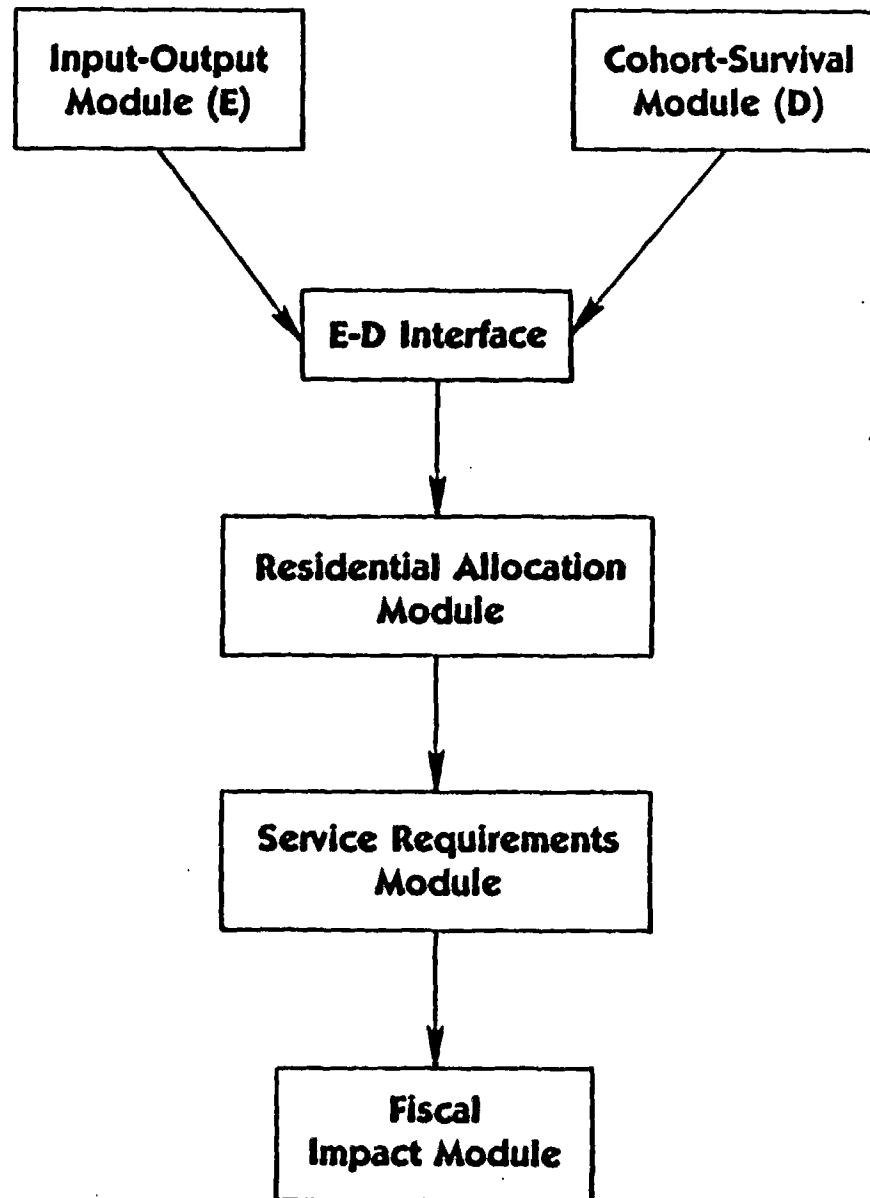 Input-Output
Module (E)
Cohort-Survival
Module (D)
E-D Interface
Residential Allocation
Module
Service Requirements
Module
Fiscal
Impact Module